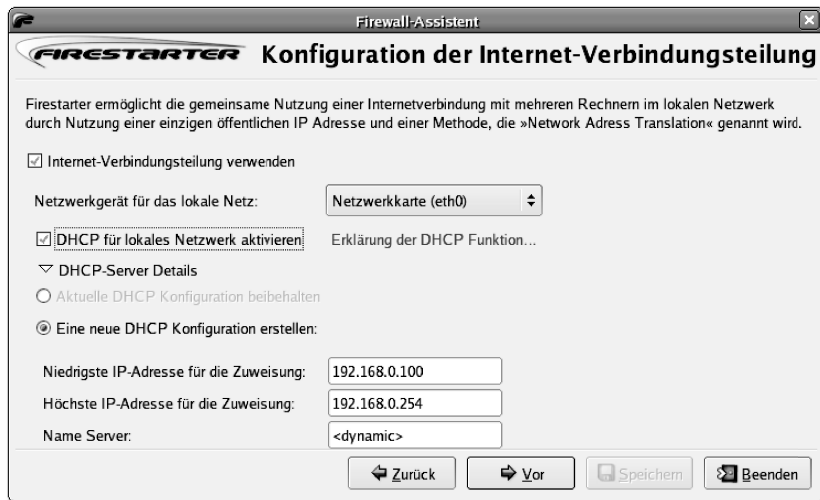 Firewall-Assistent
FIRESTARTER Konfiguration der Internet-Verbindungsteilung
Firestarter ermöglicht die gemeinsame Nutzung einer Internetverbindung mit mehreren Rechnern im lokalen Netzwerk
durch Nutzung einer einzigen öffentlichen IP Adresse und einer Methode, die »Network Adress Translation« genannt wird.
Internet-Verbindungsteilung verwenden
Netzwerkgerät für das lokale Netz: Netzwerkkarte (eth0)
DHCP für lokales Netzwerk aktivieren Erklärung der DHCP Funktion...
DHCP-Server Details
Aktuelle DHCP Konfiguration beibehalten
Eine neue DHCP Konfiguration erstellen:
Niedrigste IP-Adresse für die Zuweisung: 192.168.0.100
Höchste IP-Adresse für die Zuweisung: 192.168.0.254
Name Server: <dynamic>
Zurück Vor Speichern Beenden